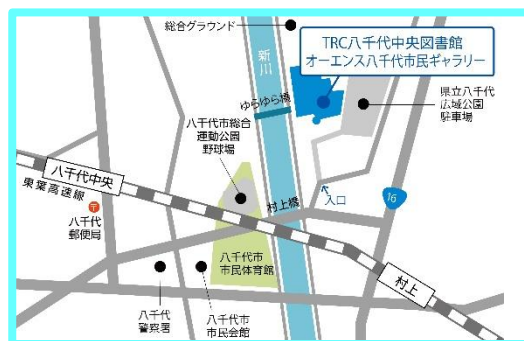 総合グラウンド
新川
TRC八千代中央図書館
オーエンス八千代市民ギャラリー
ゆらゆら橋
県立八千代
広域公園
駐車場
八千代市総合
運動公園
野球場
八千代中央
東葉高速線
村上橋
入口
16
〒
八千代
郵便局
八千代市
市民体育館
村上
八千代
警察署
八千代市
市民会館